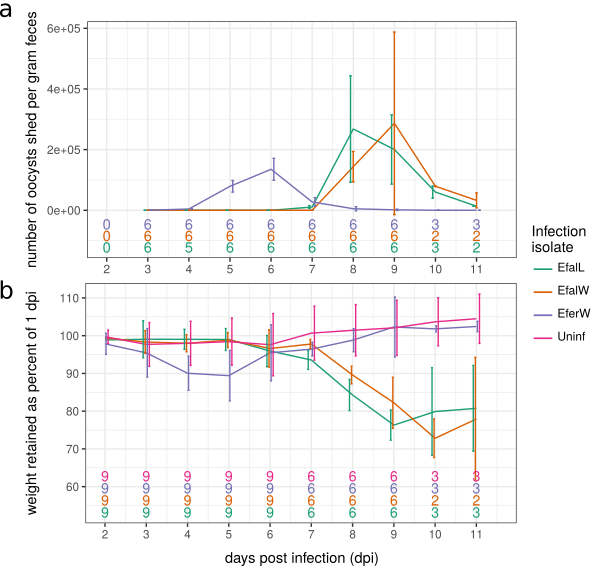 a
number of oocysts shed per gram feces
6e+05
4e+05
2e+05
0e+00
0 6 6 6 6 6 6 6 3 3
0 6 6 6 6 6 6 6 2 2
0 6 5 6 6 6 6 6 3 2
2 3 4 5 6 7 8 9 10 11
Infection
isolate
EfalL
EfalW
EferW
Uninf
b
weight retained as percent of 1 dpi
110
100
90
80
70
60
9 9 9 9 9 6 6 6 3 3
9 9 9 9 9 6 6 6 3 3
9 9 9 9 9 6 6 6 2 2
9 9 9 9 9 6 6 6 3 3
2 3 4 5 6 7 8 9 10 11
days post infection (dpi)